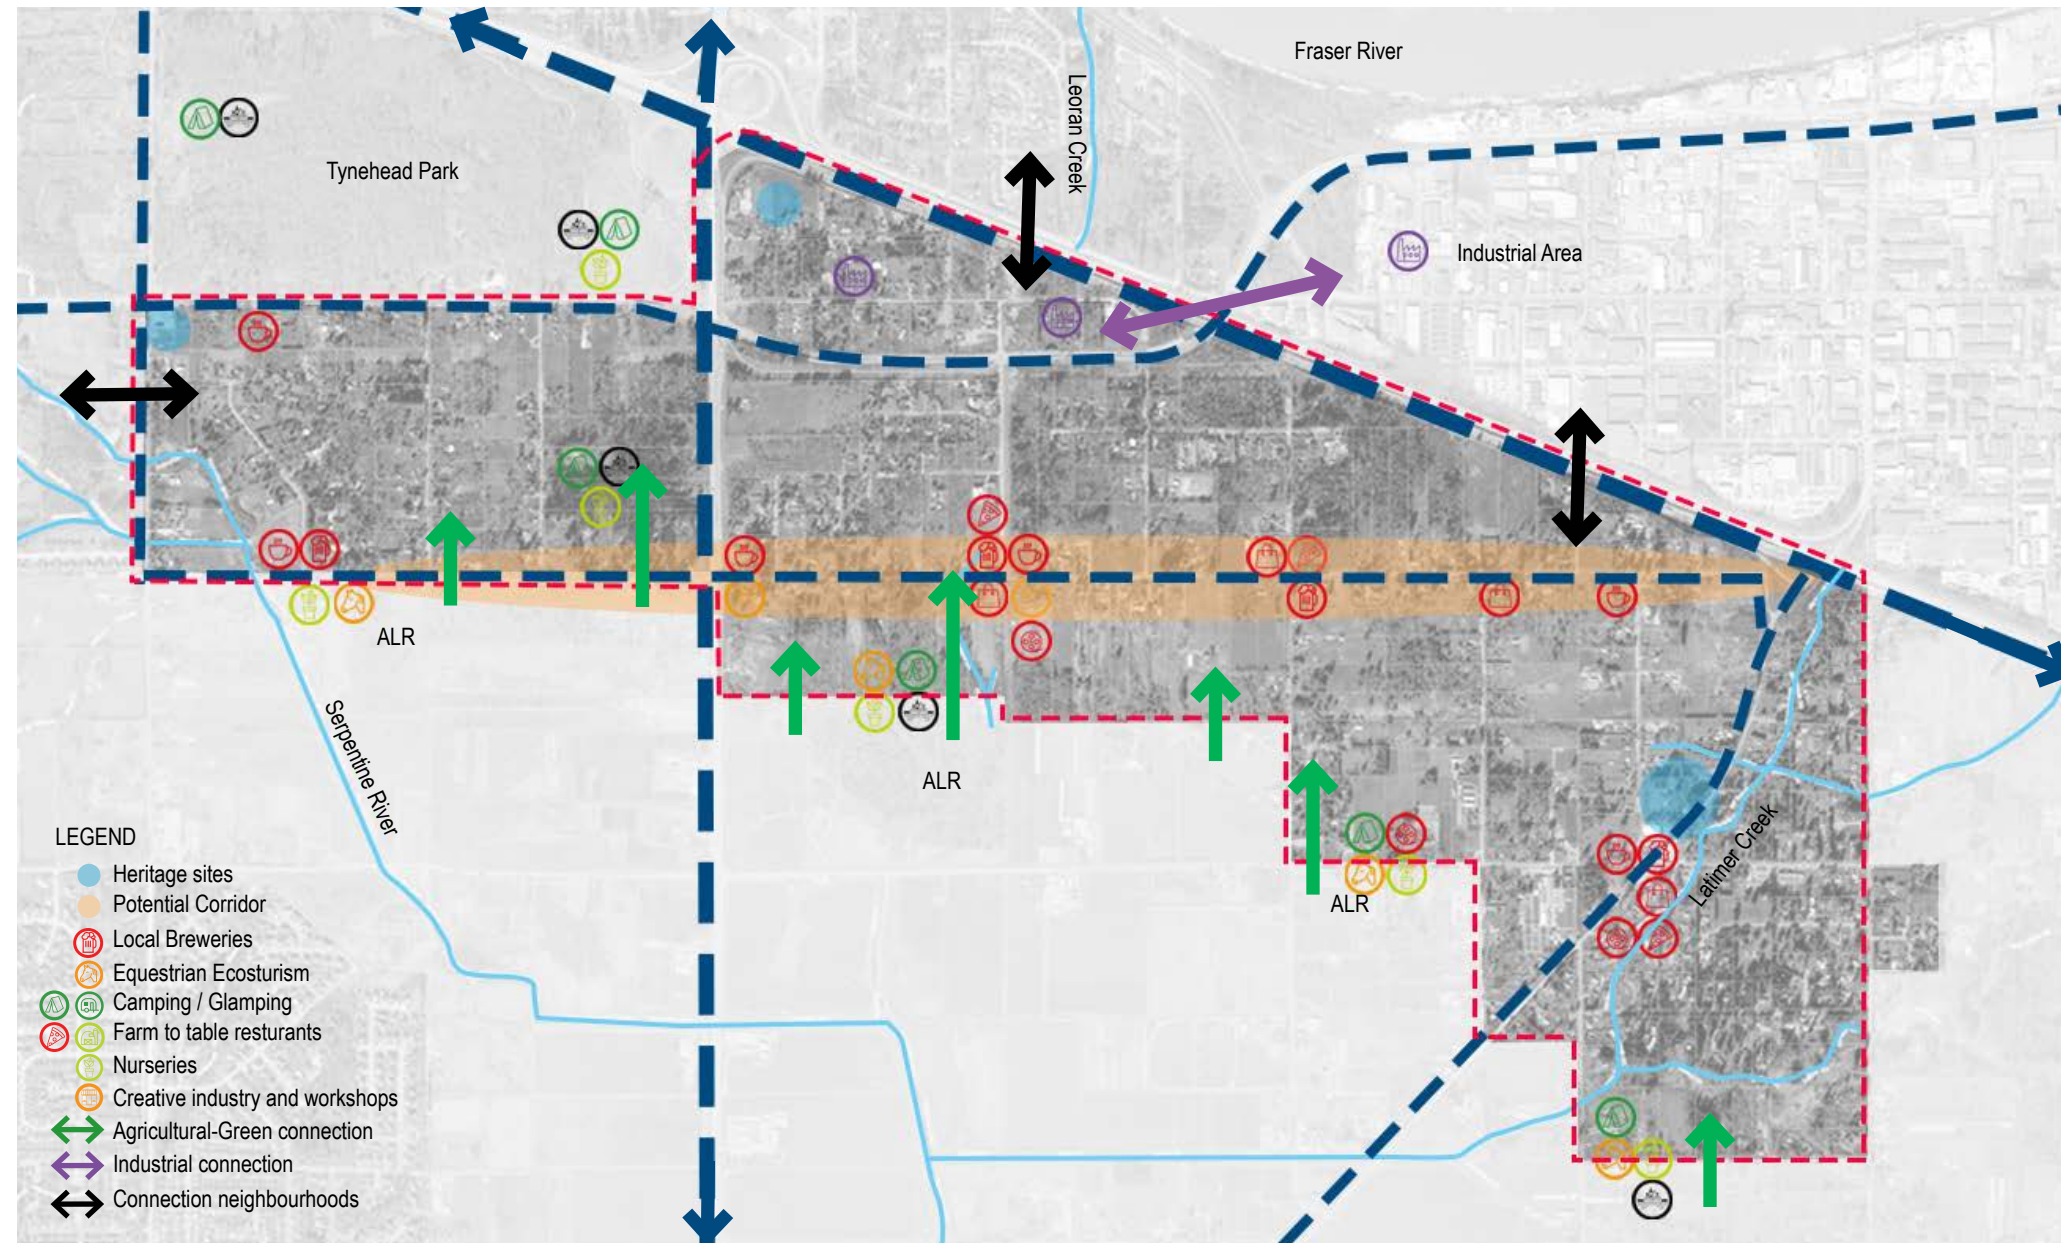 Fraser River
Leoran Creek
Tynehead Park
Industrial Area
ALR
Serpentine River
ALR
Latimer Creek
ALR
LEGEND
Heritage sites
Potential Corridor
Local Breweries
Equestrian Ecosturism
Camping / Glamping
Farm to table resturants
Nurseries
Creative industry and workshops
Agricultural-Green connection
Industrial connection
Connection neighbourhoods